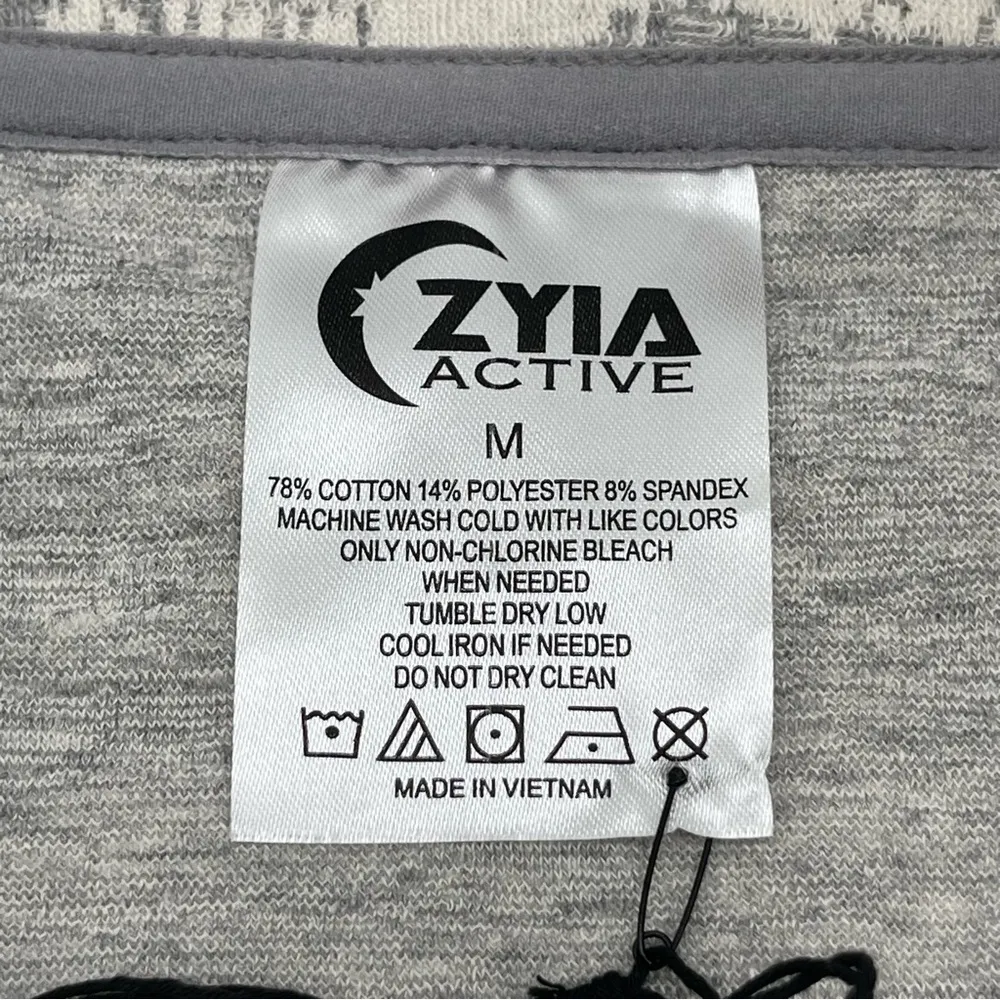 ZYIA
ACTIVE
M
78% COTTON 14% POLYESTER 8% SPANDEX
MACHINE WASH COLD WITH LIKE COLORS
ONLY NON-CHLORINE BLEACH
WHEN NEEDED
TUMBLE DRY LOW
COOL IRON IF NEEDED
DO NOT DRY CLEAN
MADE IN VIETNAM